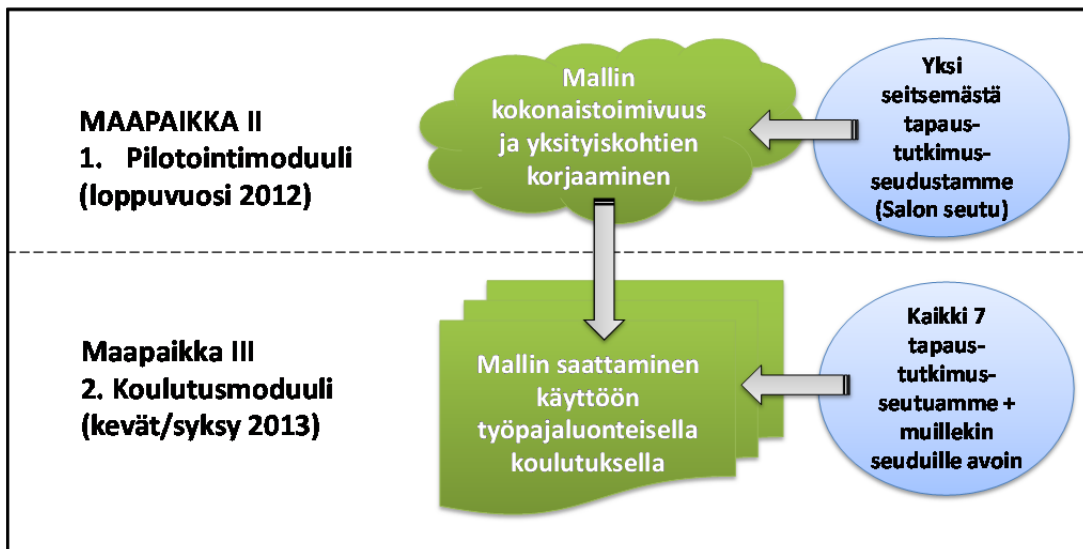 MAAPAIKKA II
1. Pilotointimoduuli
(loppuvuosi 2012)
Mallin
kokonaistoimivuus
ja yksityiskohtien
korjaaminen
Yksi
seitsemästä
tapaus-
tutkimus-
seudustamme
(Salon seutu)
Maapaikka III
2. Koulutusmoduuli
(kevät/syksy 2013)
Mallin saattaminen
käyttöön
työpajaluonteisella
koulutuksella
Kaikki 7
tapaus-
tutkimus-
seutuamme +
muillekin
seuduille avoin